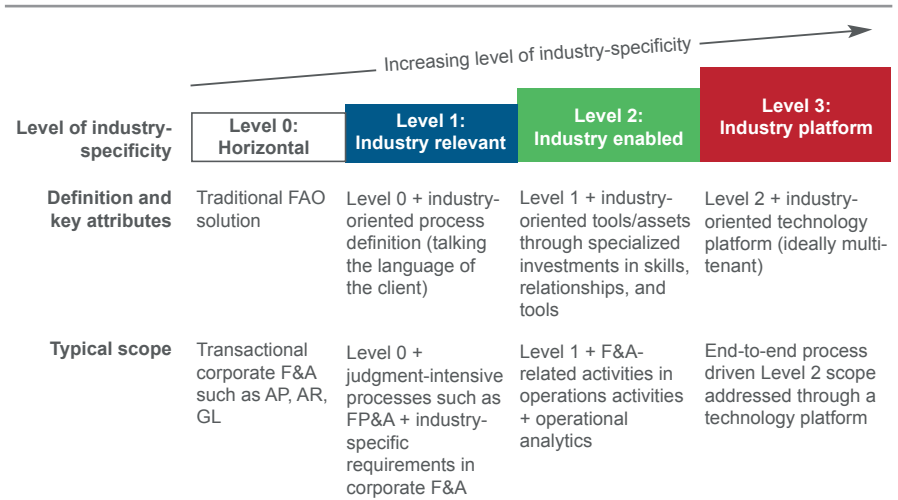 Increasing level of industry-specificity
Level of industry-
specificity
Level 0:
Horizontal
Level 1:
Industry relevant
Level 2:
Industry enabled
Level 3:
Industry platform
Definition and
key attributes
Traditional FAO
solution
Level 0 + industry-
oriented process
definition (talking
the language of
the client)
Level 1 + industry-
oriented tools/assets
through specialized
investments in skills,
relationships, and
tools
Level 2 + industry-
oriented technology
platform (ideally multi-
tenant)
Typical scope
Transactional
corporate F&A
such as AP, AR,
GL
Level 0 +
judgment-intensive
processes such as
FP&A + industry-
specific
requirements in
corporate F&A
Level 1 + F&A-
related activities in
operations activities
+ operational
analytics
End-to-end process
driven Level 2 scope
addressed through a
technology platform